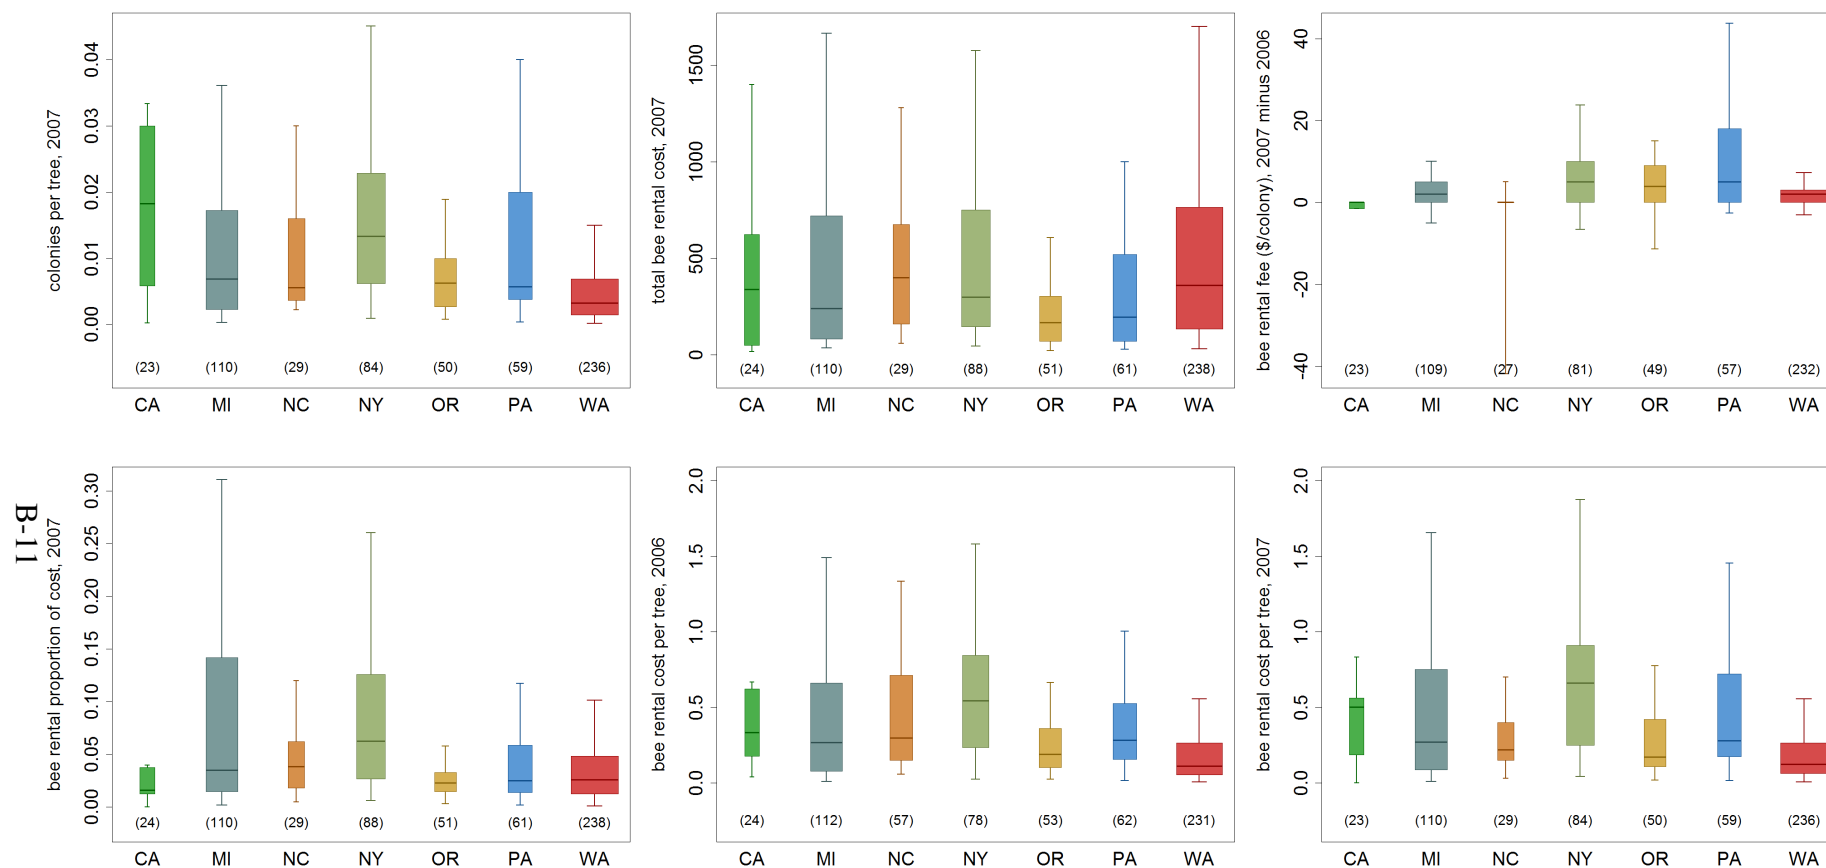 colonies per tree, 2007
0.04
0.03
0.02
0.01
0.00
(23) (110) (29) (84) (50) (59) (236)
CA MI NC NY OR PA WA
total bee rental cost, 2007
1500
1000
500
0
(24) (110) (29) (88) (51) (61) (238)
CA MI NC NY OR PA WA
bee rental fee ($/colony), 2007 minus 2006
40
20
0
-20
-40
(23) (109) (27) (81) (49) (57) (232)
CA MI NC NY OR PA WA
B-11
bee rental proportion of cost, 2007
0.30
0.25
0.20
0.15
0.10
0.05
0.00
(24) (110) (29) (88) (51) (61) (238)
CA MI NC NY OR PA WA
bee rental cost per tree, 2006
2.0
1.5
1.0
0.5
0.0
(24) (112) (57) (78) (53) (62) (231)
CA MI NC NY OR PA WA
bee rental cost per tree, 2007
2.0
1.5
1.0
0.5
0.0
(23) (110) (29) (84) (50) (59) (236)
CA MI NC NY OR PA WA